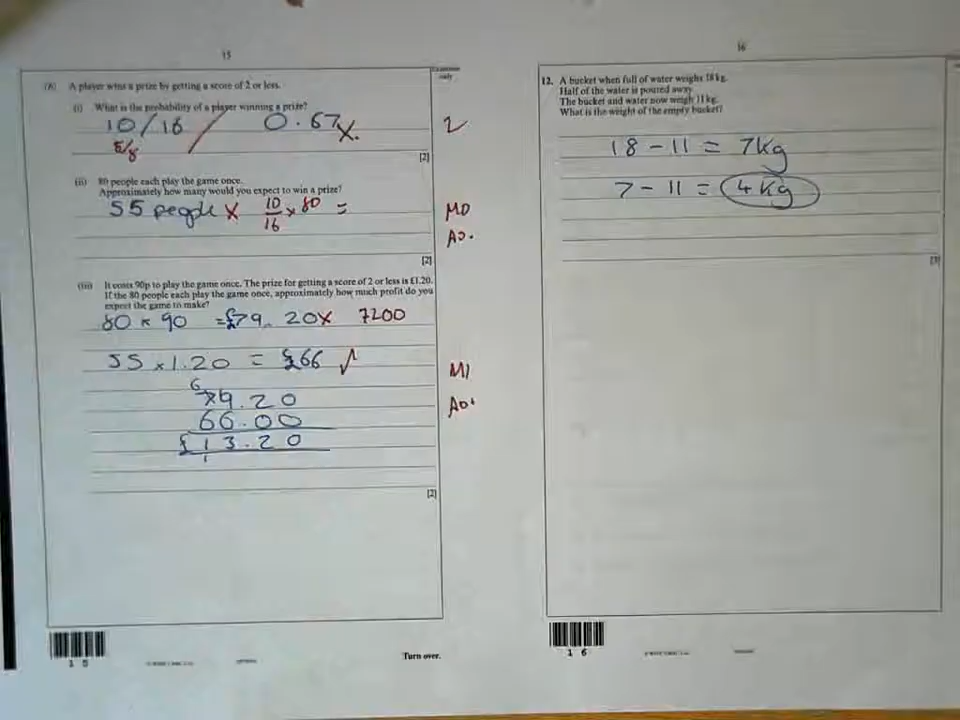 15
A player wins a prize by getting a score of 2 or less.
(i) What is the probability of a player winning a prize?
10/16 / 0.67 x.
5/8
2
[2]
(ii) 80 people each play the game once.
Approximately how many would you expect to win a prize?
55 people x 10/16 x 80 =
M0
A0.
[2]
(iii) It costs 90p to play the game once. The prize for getting a score of 2 or less is £1.20.
If the 80 people each play the game once, approximately how much profit do you
expect the game to make?
80 x 90 = £79. 20 x 7200
55 x 1.20 = £66 ✓
M1
6
79.20
A0.
66.00
£13.20
1
[2]
15
Turn over.
16
12. A bucket when full of water weighs 18 kg.
Half of the water is poured away.
The bucket and water now weigh 11 kg.
What is the weight of the empty bucket?
18 - 11 = 7kg
7 - 11 = 4kg
[3]
16